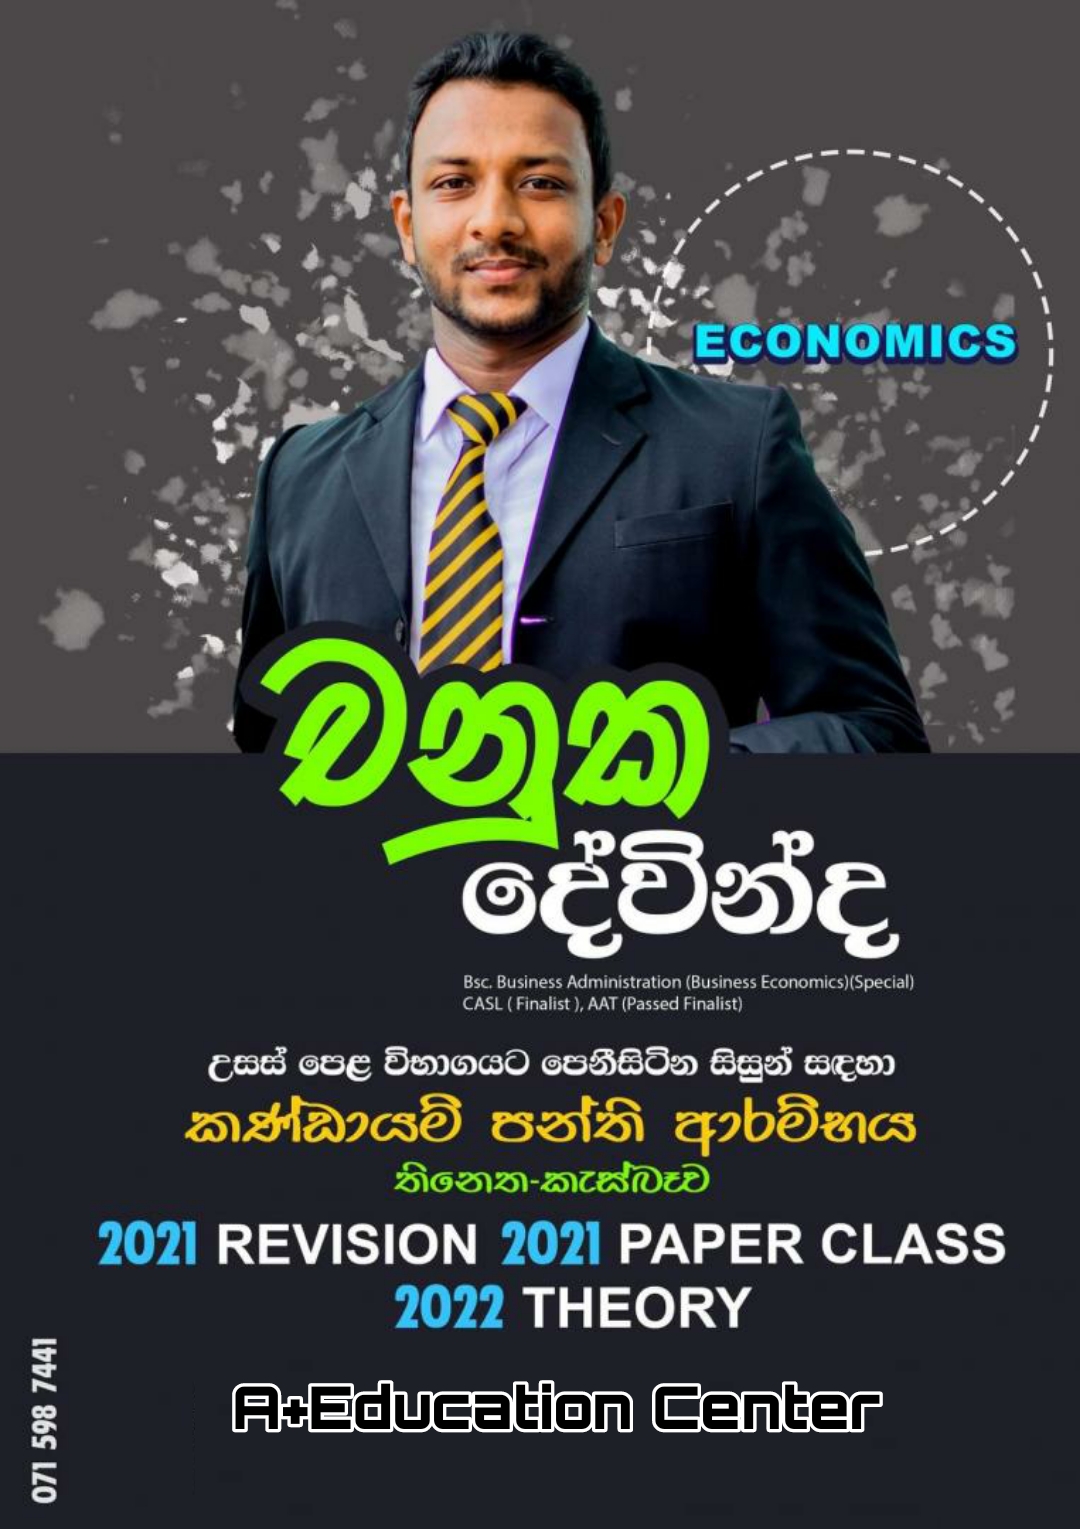 ECONOMICS
චනුක
දේවින්ද
Bsc. Business Administration (Business Economics)(Special)
CASL ( Finalist ), AAT (Passed Finalist)
උසස් පෙළ විභාගයට පෙනීසිටින සිසුන් සඳහා
කණ්ඩායම් පන්ති ආරම්භය
තිනෙත-කැස්බෑව
2021 REVISION 2021 PAPER CLASS
2022 THEORY
A+Education Center
071 598 7441